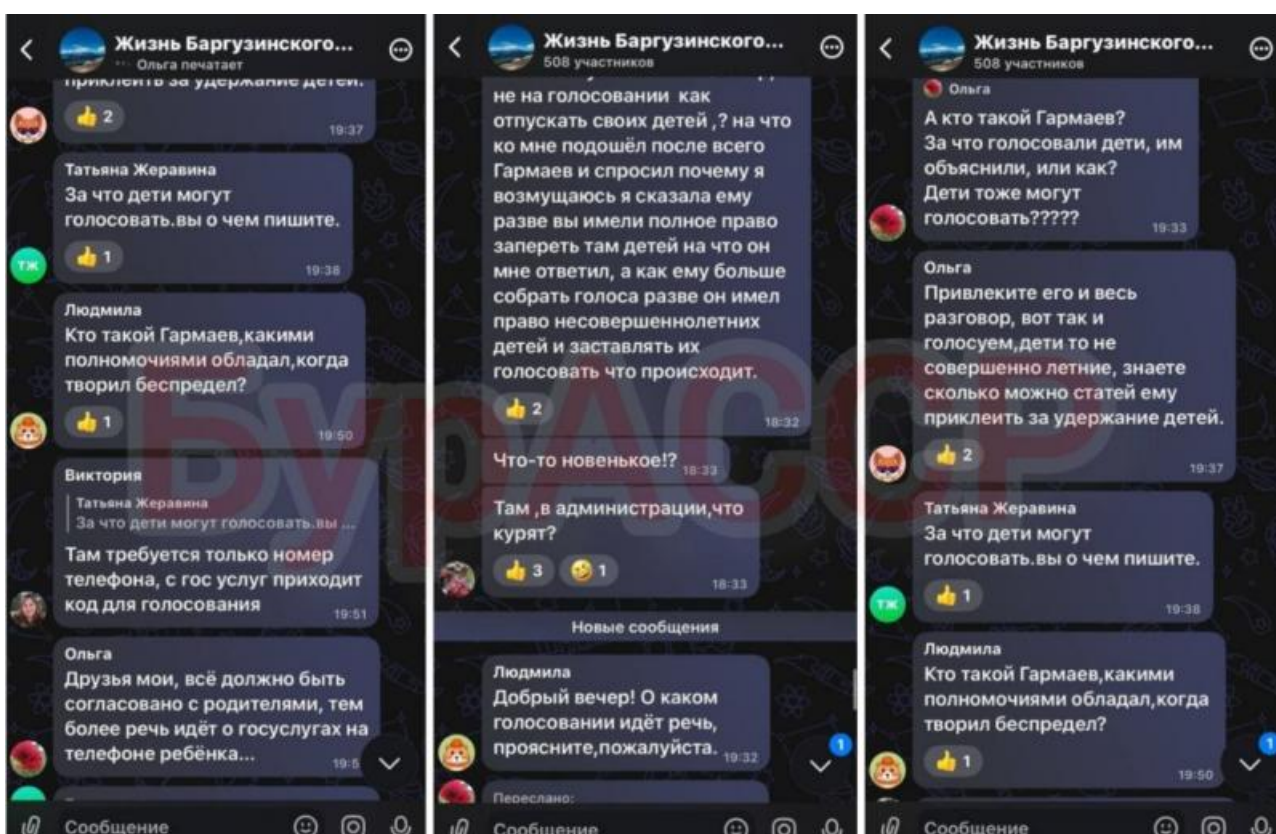 Жизнь Баргузинского...
Ольга печатает
приклеить за удержание детей.
2
19:37
Татьяна Жеравина
За что дети могут
голосовать.вы о чем пишите.
ТЖ
1
19:38
Людмила
Кто такой Гармаев,какими
полномочиями обладал,когда
творил беспредел?
1
19:50
Виктория
Татьяна Жеравина
За что дети могут голосовать.вы ...
Там требуется только номер
телефона, с гос услуг приходит
код для голосования
19:51
Ольга
Друзья мои, всё должно быть
согласовано с родителями, тем
более речь идёт о госуслугах на
телефоне ребёнка...
19:5
Сообщение
Жизнь Баргузинского...
508 участников
не на голосовании как
отпускать своих детей ,? на что
ко мне подошёл после всего
Гармаев и спросил почему я
возмущаюсь я сказала ему
разве вы имели полное право
запереть там детей на что он
мне ответил, а как ему больше
собрать голоса разве он имел
право несовершеннолетних
детей и заставлять их
голосовать что происходит.
2
18:32
Что-то новенькое!? 18:33
Там ,в администрации,что
курят?
3 1
18:33
Новые сообщения
Людмила
Добрый вечер! О каком
голосовании идёт речь,
проясните,пожалуйста. 19:32
1
Переслано:
Сообщение
Жизнь Баргузинского...
508 участников
Ольга
А кто такой Гармаев?
За что голосовали дети, им
объяснили, или как?
Дети тоже могут
голосовать?????
19:33
Ольга
Привлеките его и весь
разговор, вот так и
голосуем,дети то не
совершенно летние, знаете
сколько можно статей ему
приклеить за удержание детей.
2
19:37
Татьяна Жеравина
За что дети могут
голосовать.вы о чем пишите.
ТЖ
1
19:38
Людмила
Кто такой Гармаев,какими
полномочиями обладал,когда
творил беспредел?
1
1
19:50
Сообщение
БурАССР